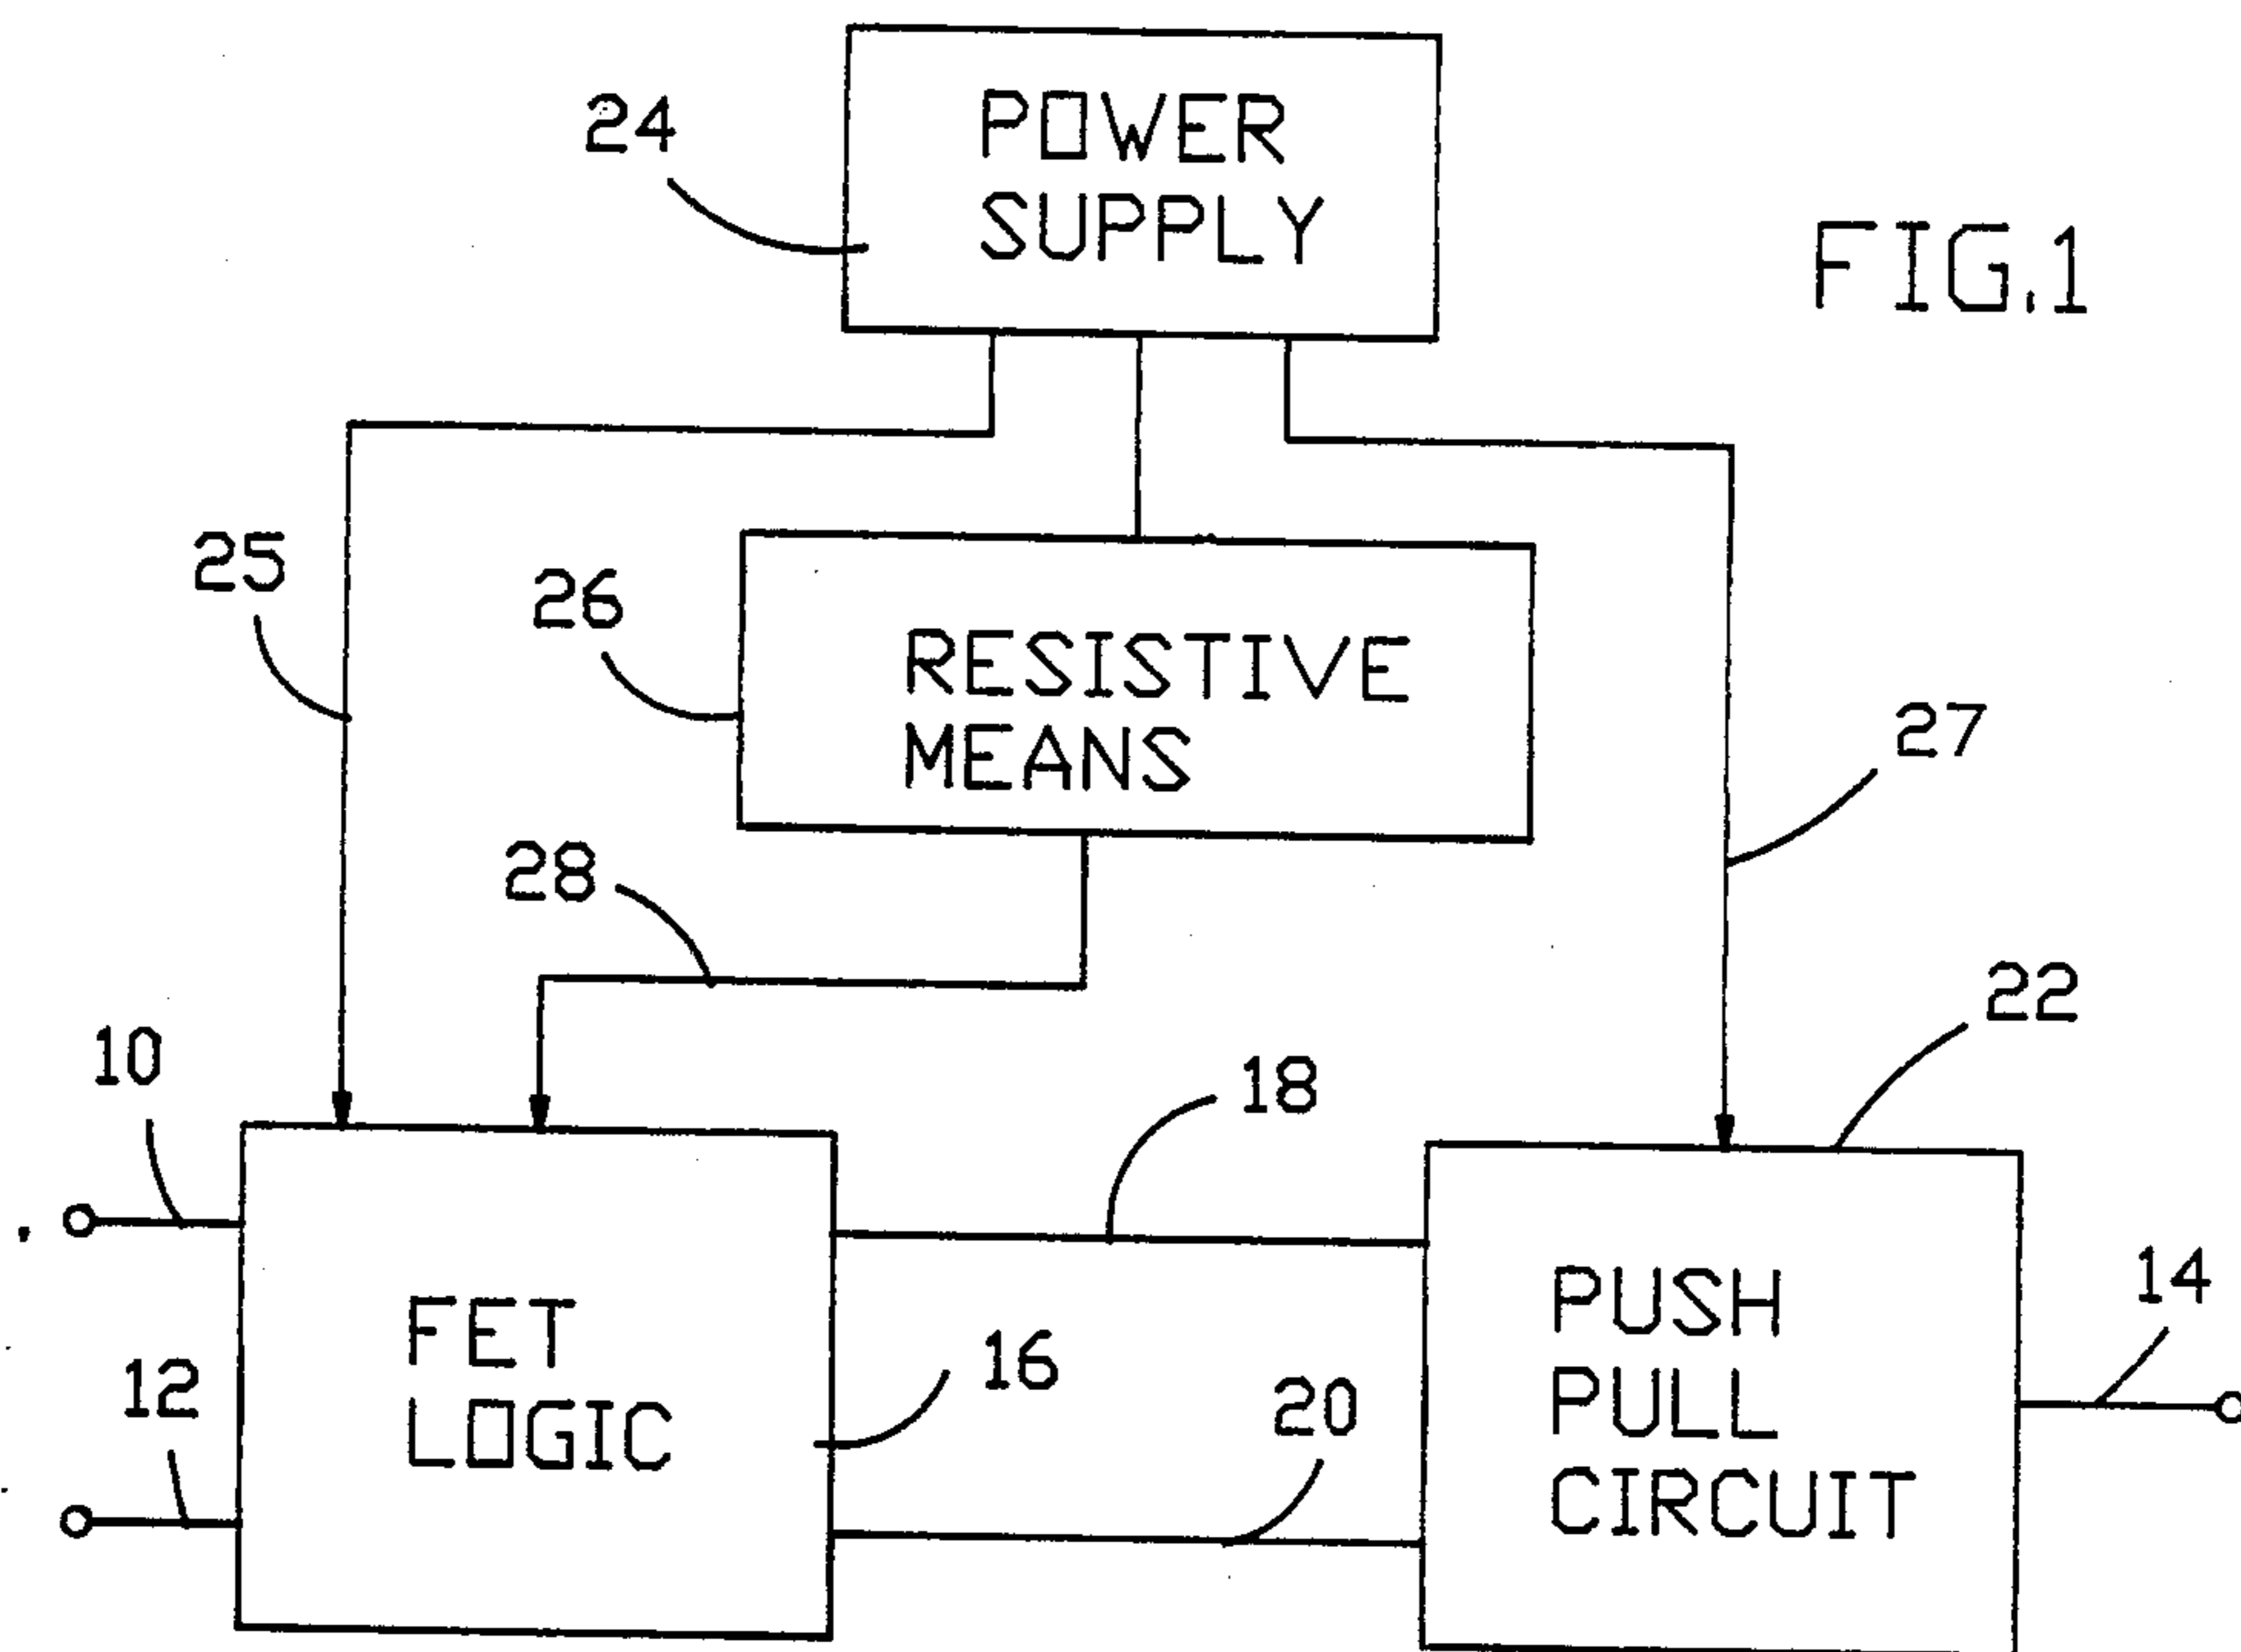 24
POWER
SUPPLY
FIG.1
25
26
RESISTIVE
MEANS
27
28
10
18
22
12
FET
LOGIC
16
20
PUSH
PULL
CIRCUIT
14